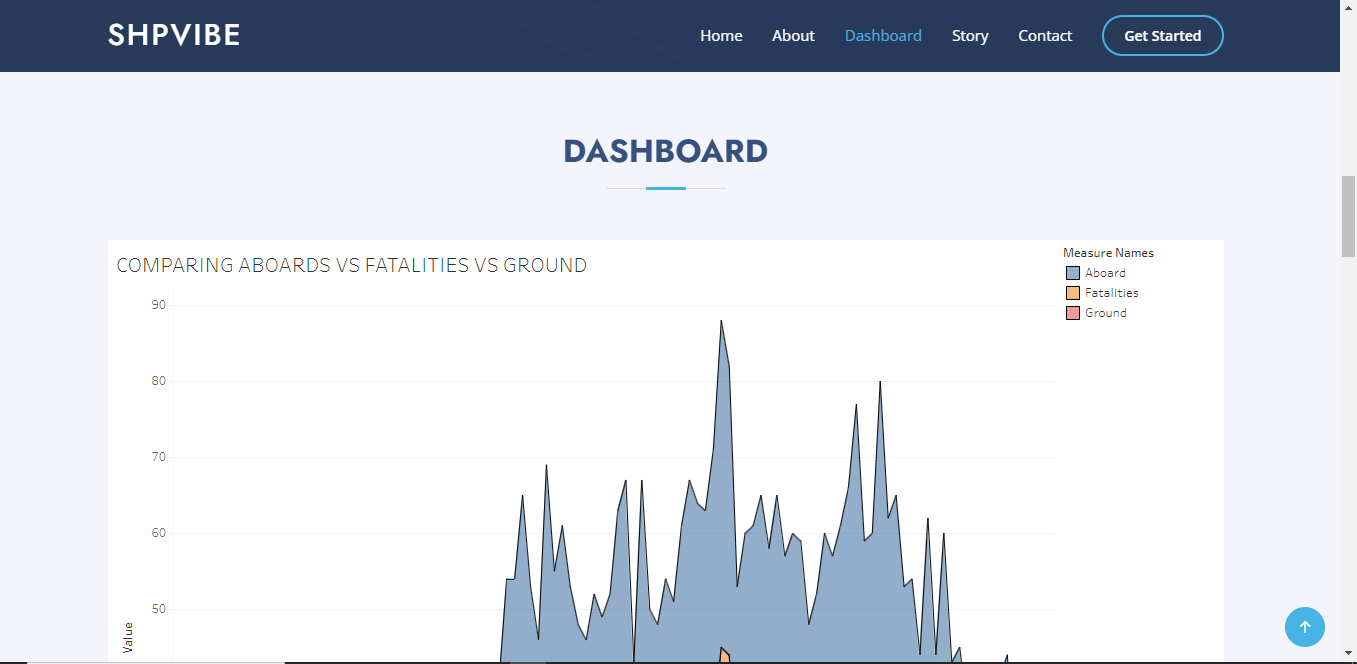 SHPVIBE
Home About Dashboard Story Contact Get Started
DASHBOARD
COMPARING ABOARDS VS FATALITIES VS GROUND
Measure Names
Aboard
Fatalities
Ground
90
80
70
60
50
Value